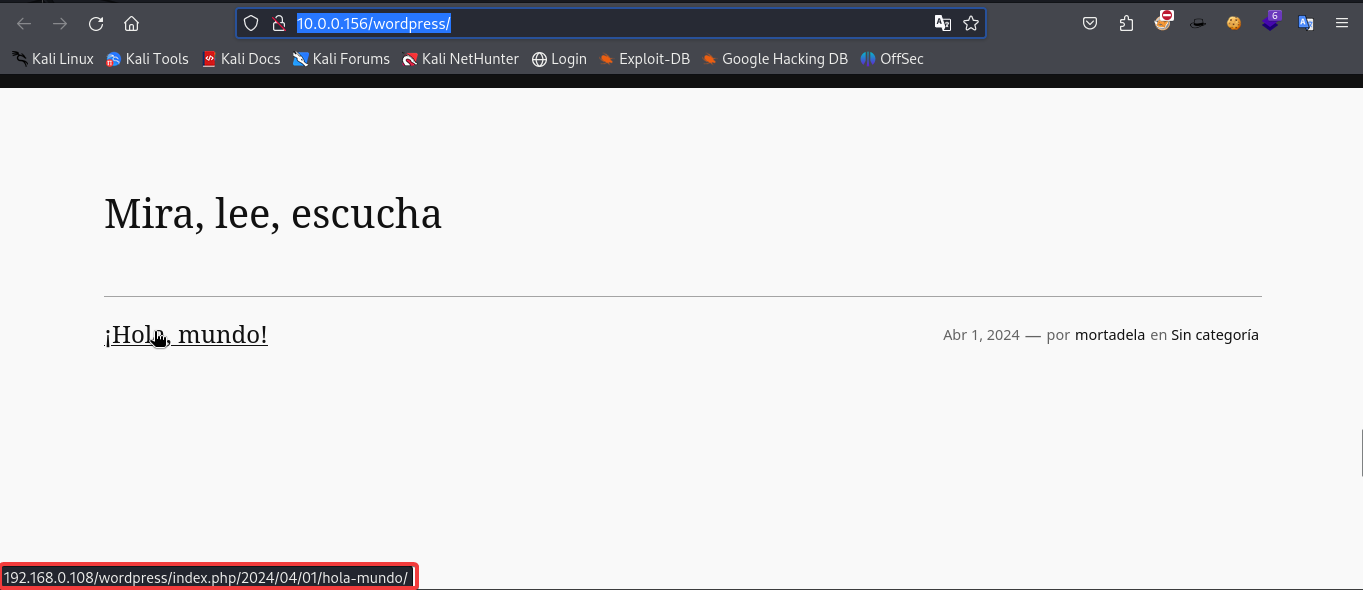 10.0.0.156/wordpress/
6
Kali Linux Kali Tools Kali Docs Kali Forums Kali NetHunter Login Exploit-DB Google Hacking DB OffSec
Mira, lee, escucha
¡Hola, mundo! Abr 1, 2024 — por mortadela en Sin categoría
192.168.0.108/wordpress/index.php/2024/04/01/hola-mundo/